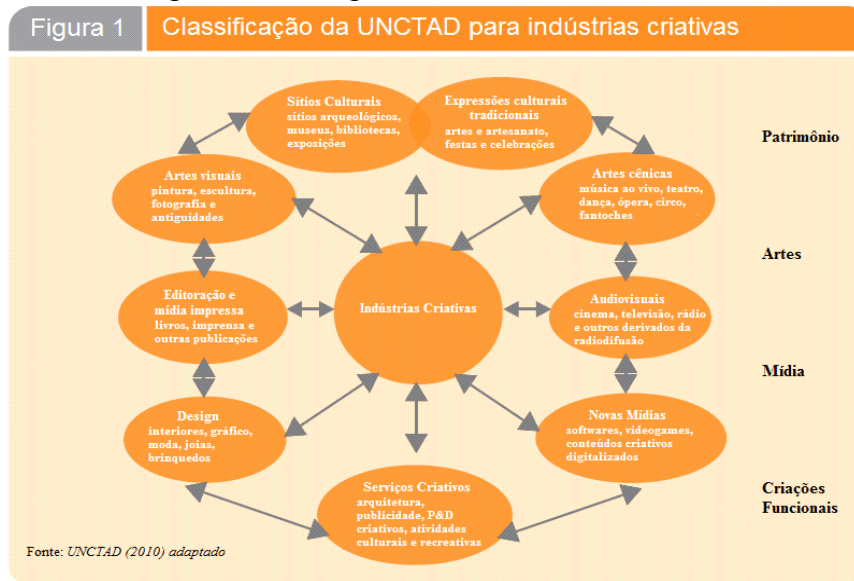 Figura 1
Classificação da UNCTAD para indústrias criativas
Sítios Culturais
sítios arqueológicos,
museus, bibliotecas,
exposições
Expressões culturais
tradicionais
artes e artesanato,
festas e celebrações
Patrimônio
Artes visuais
pintura, escultura,
fotografia e
antiguidades
Artes cênicas
música ao vivo, teatro,
dança, ópera, circo,
fantoches
Artes
Editoração e
mídia impressa
livros, imprensa e
outras publicações
Indústrias Criativas
Audiovisuais
cinema, televisão, rádio
e outros derivados da
radiodifusão
Mídia
Design
interiores, gráfico,
moda, joias,
brinquedos
Novas Mídias
softwares, videogames,
conteúdos criativos
digitalizados
Serviços Criativos
arquitetura,
publicidade, P&D
criativos, atividades
culturais e recreativas
Criações
Funcionais
Fonte: UNCTAD (2010) adaptado